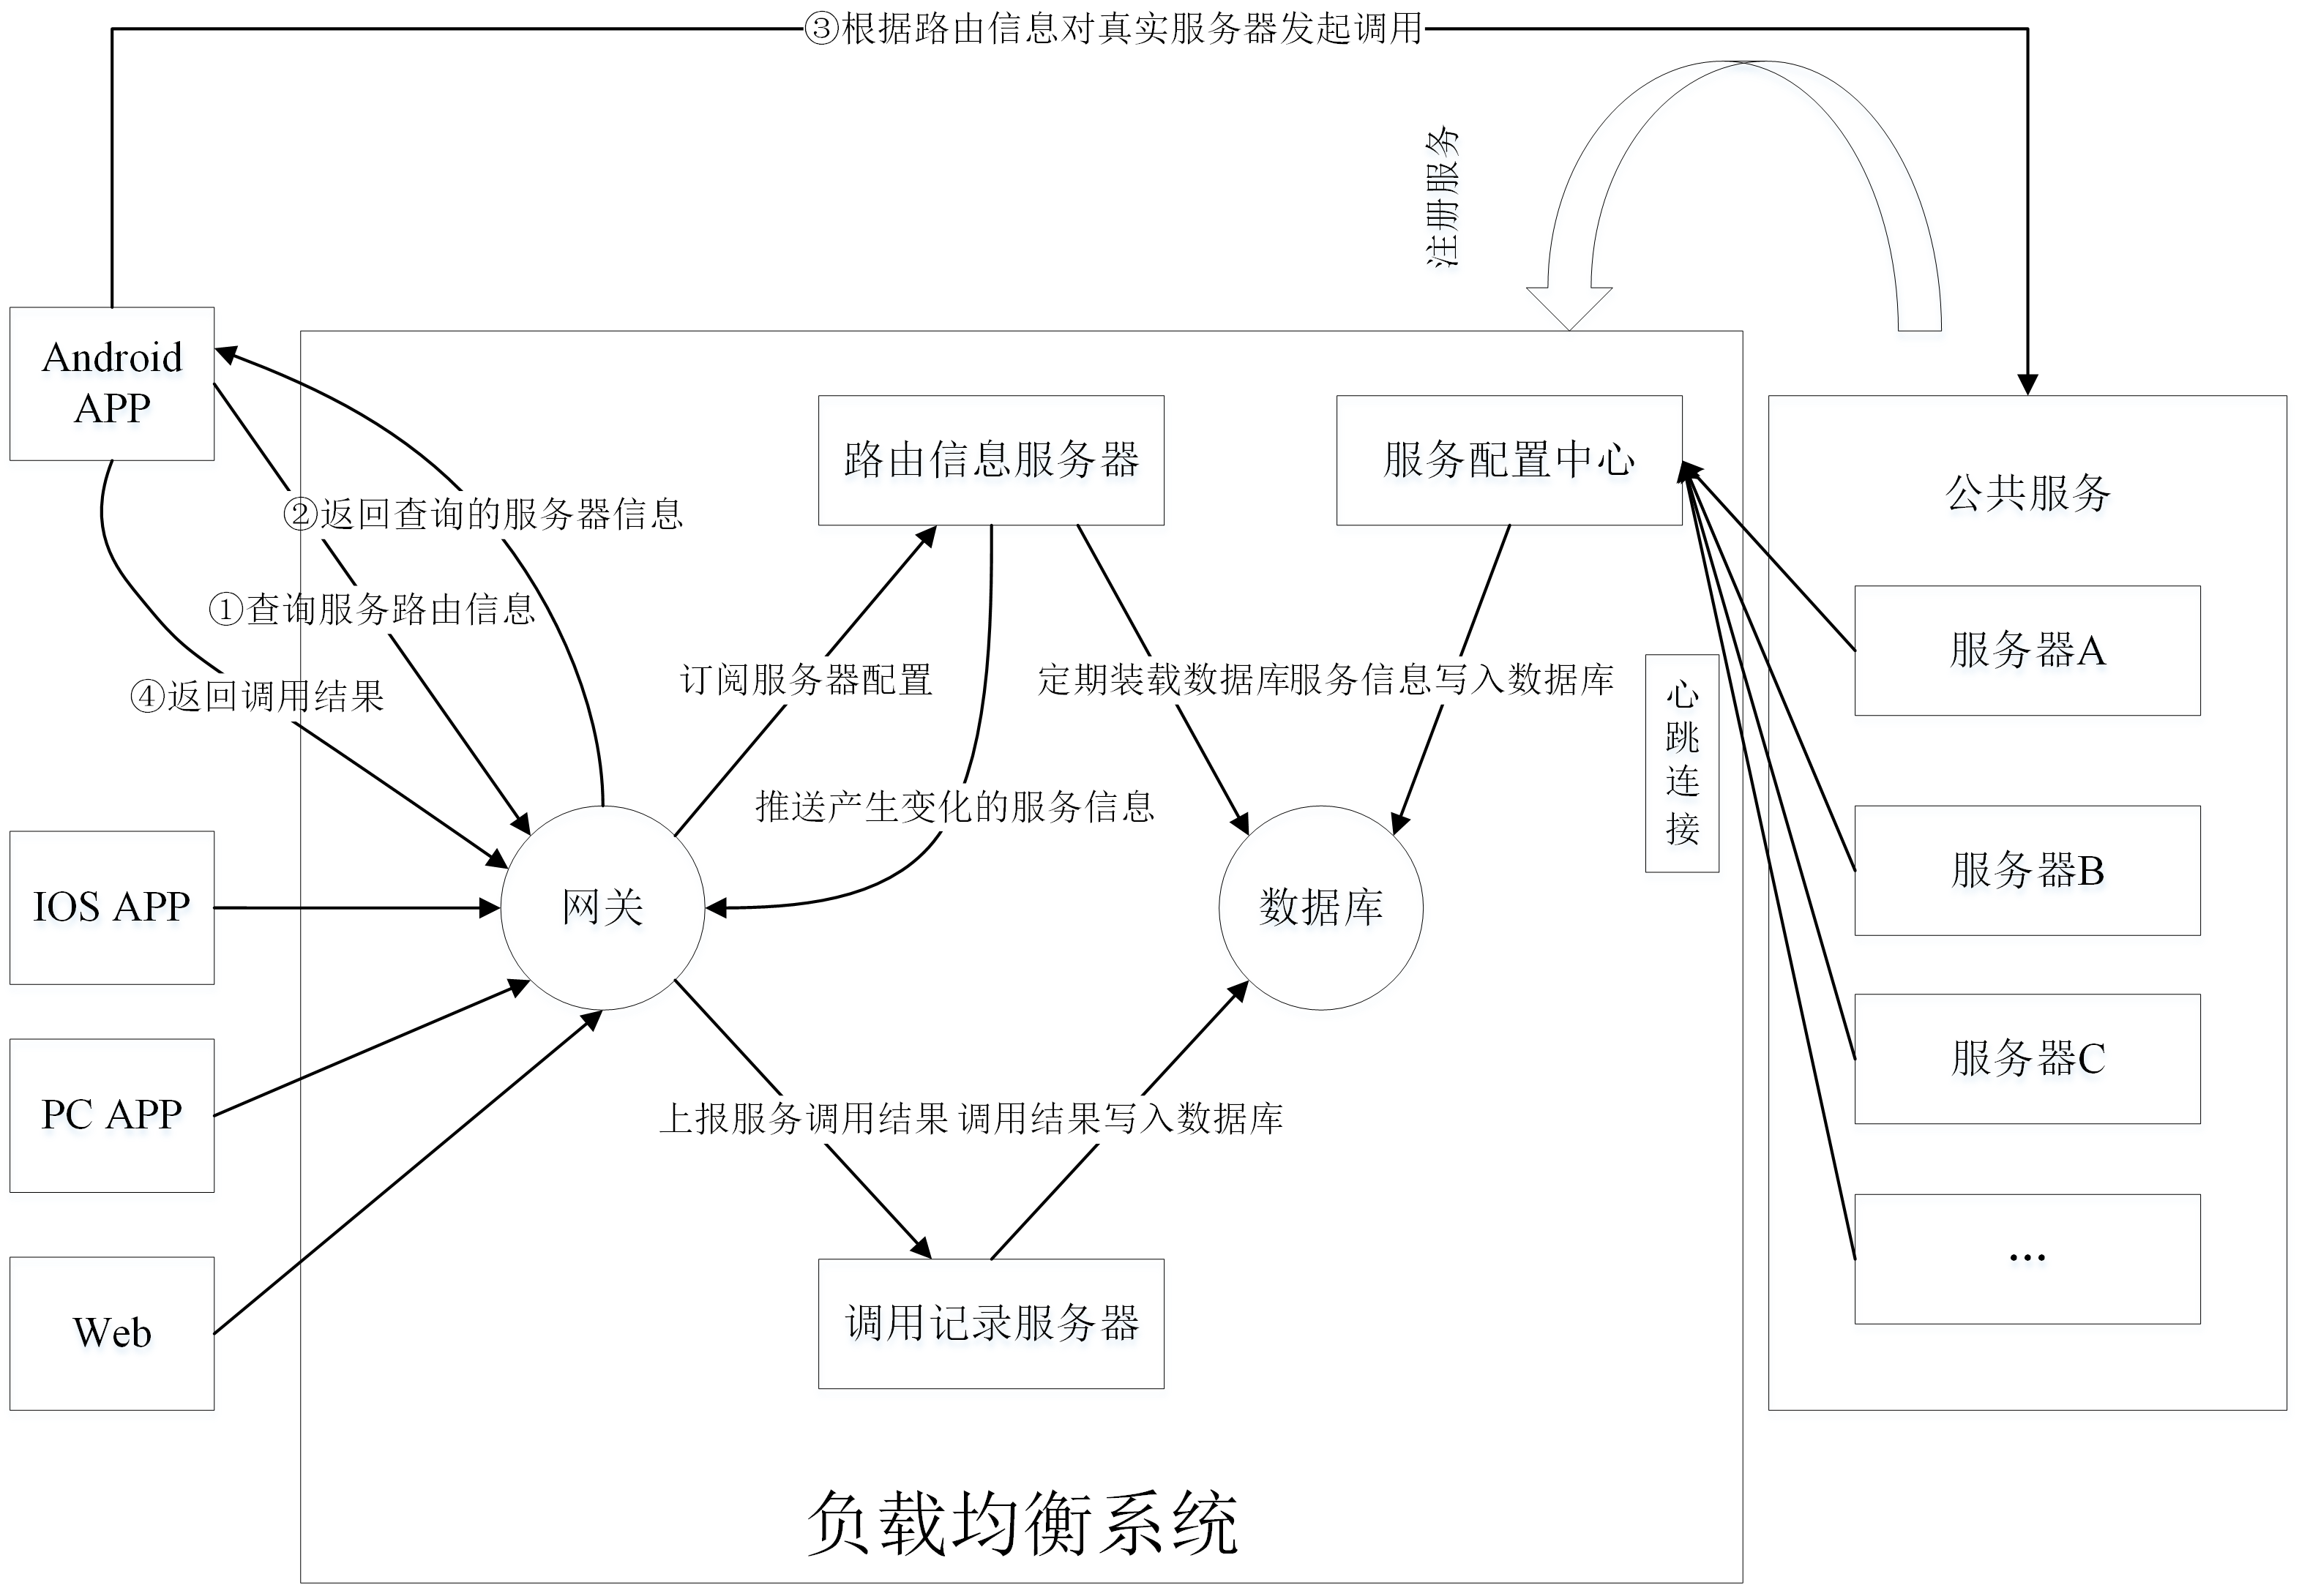 ③根据路由信息对真实服务器发起调用
注册服务
Android
APP
路由信息服务器
服务配置中心
公共服务
②返回查询的服务器信息
①查询服务路由信息
④返回调用结果
订阅服务器配置
定期装载数据库
服务信息写入数据库
心
跳
连
接
服务器A
推送产生变化的服务信息
服务器B
IOS APP
网关
数据库
服务器C
PC APP
上报服务调用结果
调用结果写入数据库
...
Web
调用记录服务器
负载均衡系统